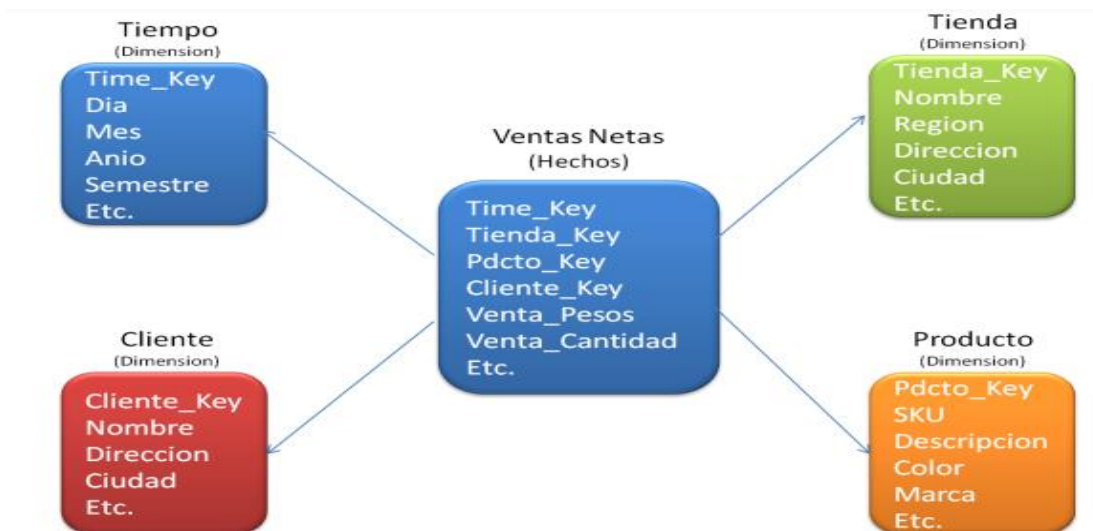 Tiempo
(Dimension)
Time_Key
Dia
Mes
Anio
Semestre
Etc.
Tienda
(Dimension)
Tienda_Key
Nombre
Region
Direccion
Ciudad
Etc.
Ventas Netas
(Hechos)
Time_Key
Tienda_Key
Pdcto_Key
Cliente_Key
Venta_Pesos
Venta_Cantidad
Etc.
Cliente
(Dimension)
Cliente_Key
Nombre
Direccion
Ciudad
Etc.
Producto
(Dimension)
Pdcto_Key
SKU
Descripcion
Color
Marca
Etc.